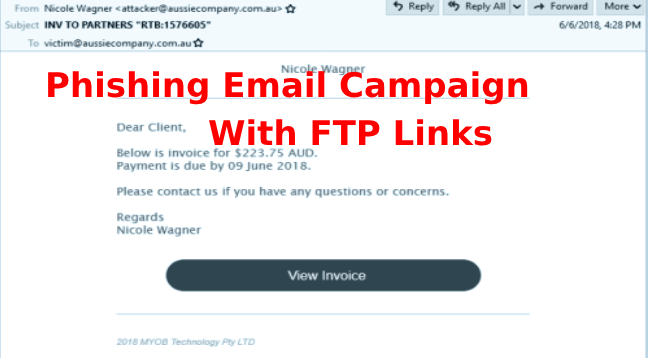 From Nicole Wagner <attacker@aussiecompany.com.au>
Reply Reply All Forward More
Subject INV TO PARTNERS "RTB:1576605"
6/6/2018, 4:28 PM
To victim@aussiecompany.com.au
Nicole Wagner
Phishing Email Campaign
Dear Client,
With FTP Links
Below is invoice for $223.75 AUD.
Payment is due by 09 June 2018.
Please contact us if you have any questions or concerns.
Regards
Nicole Wagner
View Invoice
2018 MYOB Technology Pty LTD